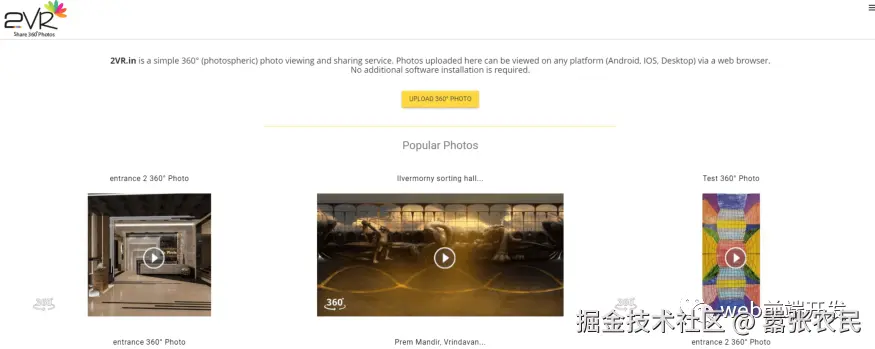 2VR
Share 360° Photos
2VR.in is a simple 360° (photospheric) photo viewing and sharing service. Photos uploaded here can be viewed on any platform (Android, IOS, Desktop) via a web browser.
No additional software installation is required.
UPLOAD 360° PHOTO
Popular Photos
entrance 2 360° Photo
Ilvermorny sorting hall...
Test 360° Photo
360°
360°
360°
web前端开发
掘金技术社区 @ 嚣张农民
entrance 360° Photo
Prem Mandir, Vrindavan...
entrance 2 360° Photo